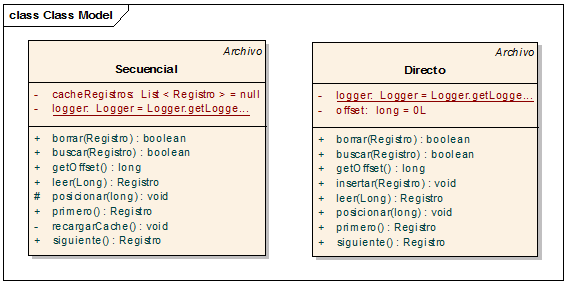 class Class Model
Archivo
Secuencial
- cacheRegistros: List < Registro > = null
- logger: Logger = Logger.getLogge...
+ borrar(Registro) : boolean
+ buscar(Registro) : boolean
+ getOffset() : long
+ leer(Long) : Registro
# posicionar(long) : void
+ primero() : Registro
- recargarCache() : void
+ siguiente() : Registro
Archivo
Directo
- logger: Logger = Logger.getLogge...
- offset: long = 0L
+ borrar(Registro) : boolean
+ buscar(Registro) : boolean
+ getOffset() : long
+ insertar(Registro) : void
+ leer(Long) : Registro
+ posicionar(long) : void
+ primero() : Registro
+ siguiente() : Registro